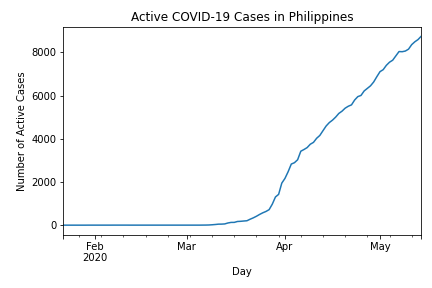 Active COVID-19 Cases in Philippines
Number of Active Cases
8000
6000
4000
2000
0
Feb
2020
Mar
Apr
May
Day